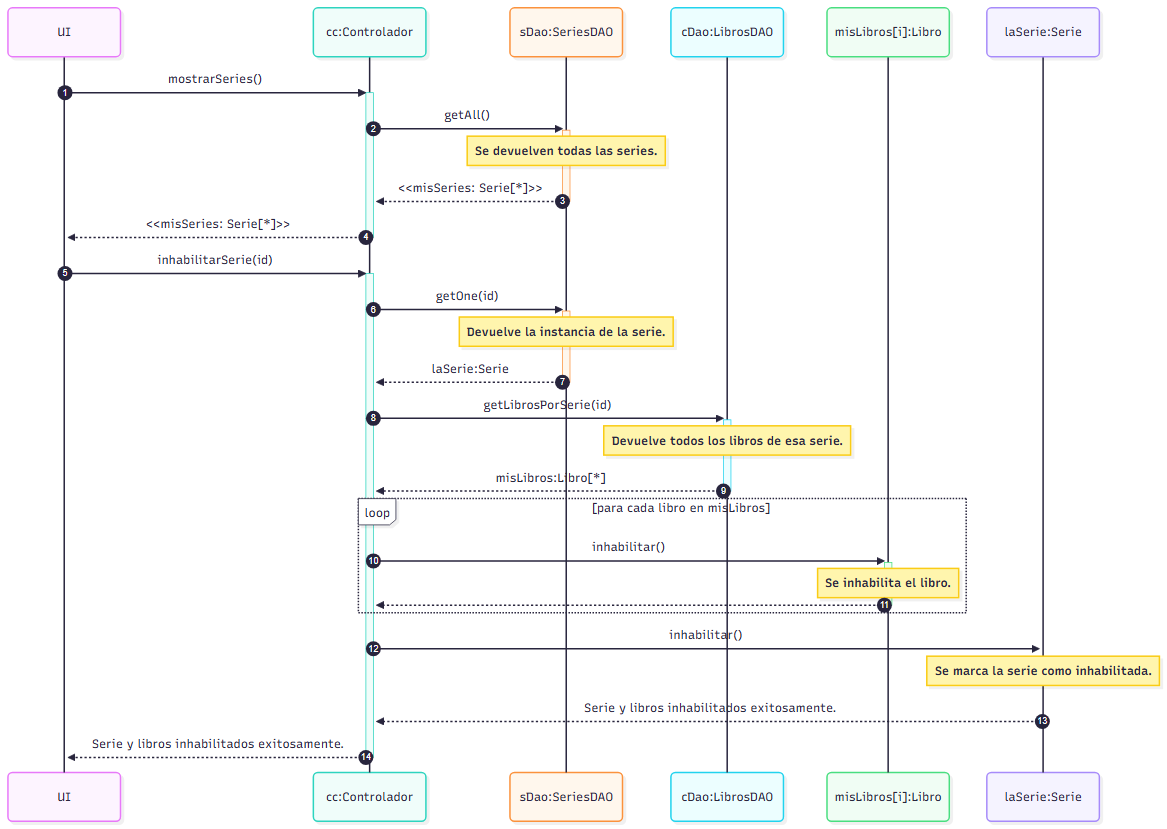 UI
cc:Controlador
sDao:SeriesDAO
cDao:LibrosDAO
misLibros[i]:Libro
laSerie:Serie
mostrarSeries()
1
getAll()
2
Se devuelven todas las series.
<<misSeries: Serie[*]>>
3
<<misSeries: Serie[*]>>
4
inhabilitarSerie(id)
5
getOne(id)
6
Devuelve la instancia de la serie.
laSerie:Serie
7
getLibrosPorSerie(id)
8
Devuelve todos los libros de esa serie.
misLibros:Libro[*]
9
loop
[para cada libro en misLibros]
inhabilitar()
10
Se inhabilita el libro.
11
inhabilitar()
12
Se marca la serie como inhabilitada.
Serie y libros inhabilitados exitosamente.
13
Serie y libros inhabilitados exitosamente.
14
UI
cc:Controlador
sDao:SeriesDAO
cDao:LibrosDAO
misLibros[i]:Libro
laSerie:Serie